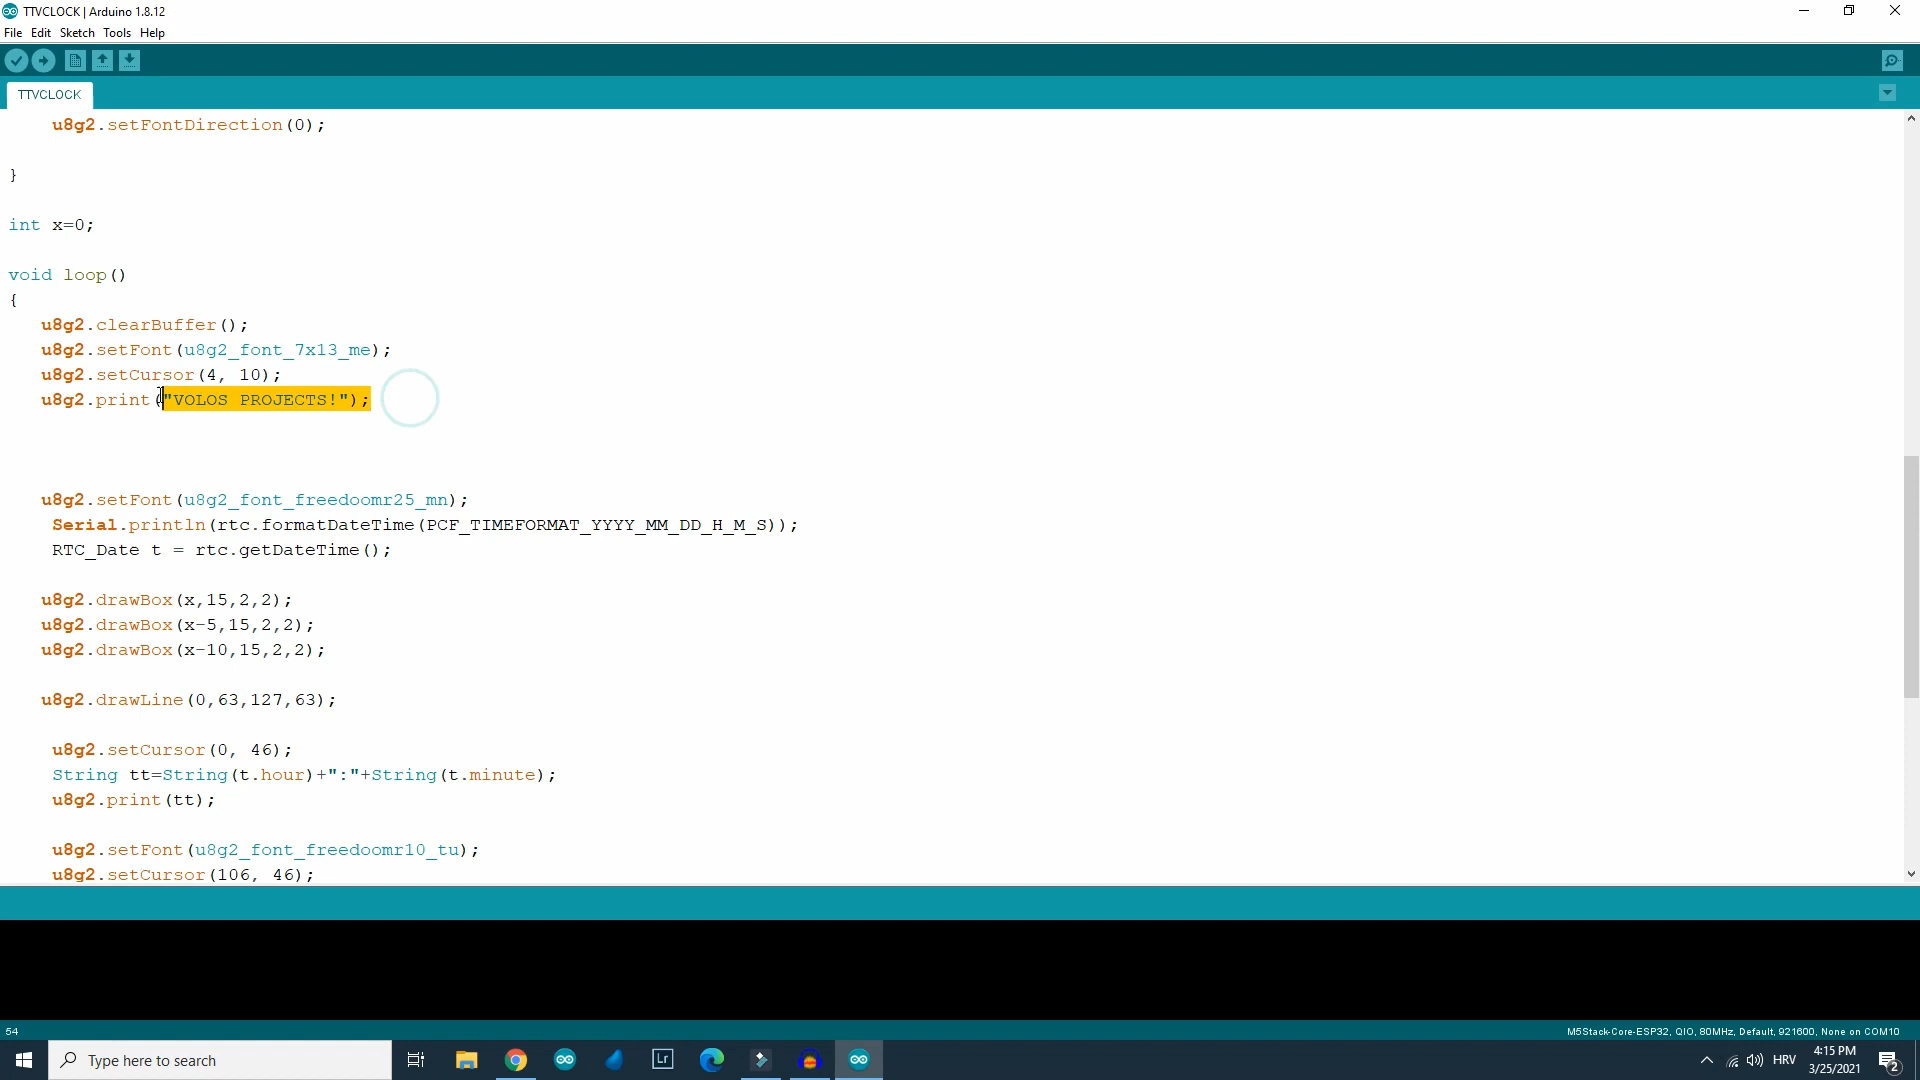 TTVCLOCK | Arduino 1.8.12
File Edit Sketch Tools Help
TTVCLOCK
u8g2.setFontDirection(0);
}
int x=0;
void loop()
{
u8g2.clearBuffer();
u8g2.setFont(u8g2_font_7x13_me);
u8g2.setCursor(4, 10);
u8g2.print("VOLOS PROJECTS!");
u8g2.setFont(u8g2_font_freedoomr25_mn);
Serial.println(rtc.formatDateTime(PCF_TIMEFORMAT_YYYY_MM_DD_H_M_S));
RTC_Date t = rtc.getDateTime();
u8g2.drawBox(x,15,2,2);
u8g2.drawBox(x-5,15,2,2);
u8g2.drawBox(x-10,15,2,2);
u8g2.drawLine(0,63,127,63);
u8g2.setCursor(0, 46);
String tt=String(t.hour)+":"+String(t.minute);
u8g2.print(tt);
u8g2.setFont(u8g2_font_freedoomr10_tu);
u8g2.setCursor(106, 46);
54
M5Stack-Core-ESP32, QIO, 80MHz, Default, 921600, None on COM10
Type here to search
Lr
HRV
4:15 PM
3/25/2021
2